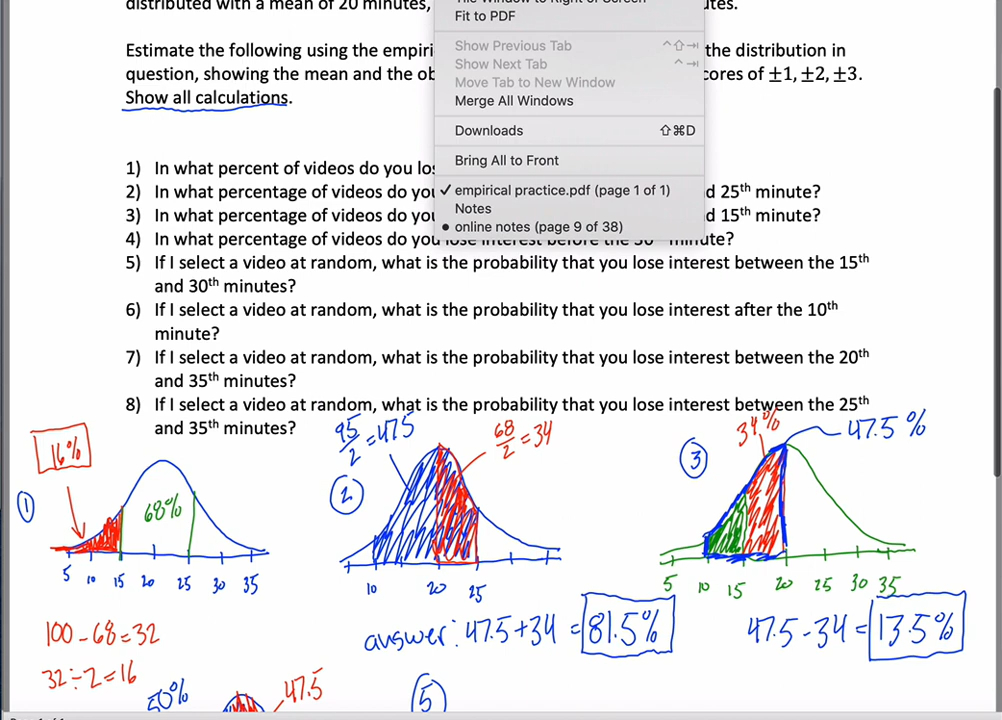 distributed with a mean of 20 minutes,
Fit to PDF
Estimate the following using the empiri
Show Previous Tab ^⇧⇥
the distribution in
Show Next Tab ^⇥
question, showing the mean and the ob
cores of ±1, ±2, ±3.
Move Tab to New Window
Show all calculations.
Merge All Windows
Downloads ⇧⌘D
Bring All to Front
1) In what percent of videos do you los
✓ empirical practice.pdf (page 1 of 1)
2) In what percentage of videos do you
d 25th minute?
Notes
3) In what percentage of videos do you
d 15th minute?
• online notes (page 9 of 38)
4) In what percentage of videos do you lose interest before the 30th minute?
5) If I select a video at random, what is the probability that you lose interest between the 15th
and 30th minutes?
6) If I select a video at random, what is the probability that you lose interest after the 10th
minute?
7) If I select a video at random, what is the probability that you lose interest between the 20th
and 35th minutes?
8) If I select a video at random, what is the probability that you lose interest between the 25th
and 35th minutes?
16%
1
68%
5 10 15 20 25 30 35
100-68=32
32÷2=16
95/2=475
68/2=34
2
10 20 25
answer: 47.5+34=81.5%
3
34%
47.5%
5 10 15 20 25 30 35
47.5-34=13.5%
50%
47.5
5